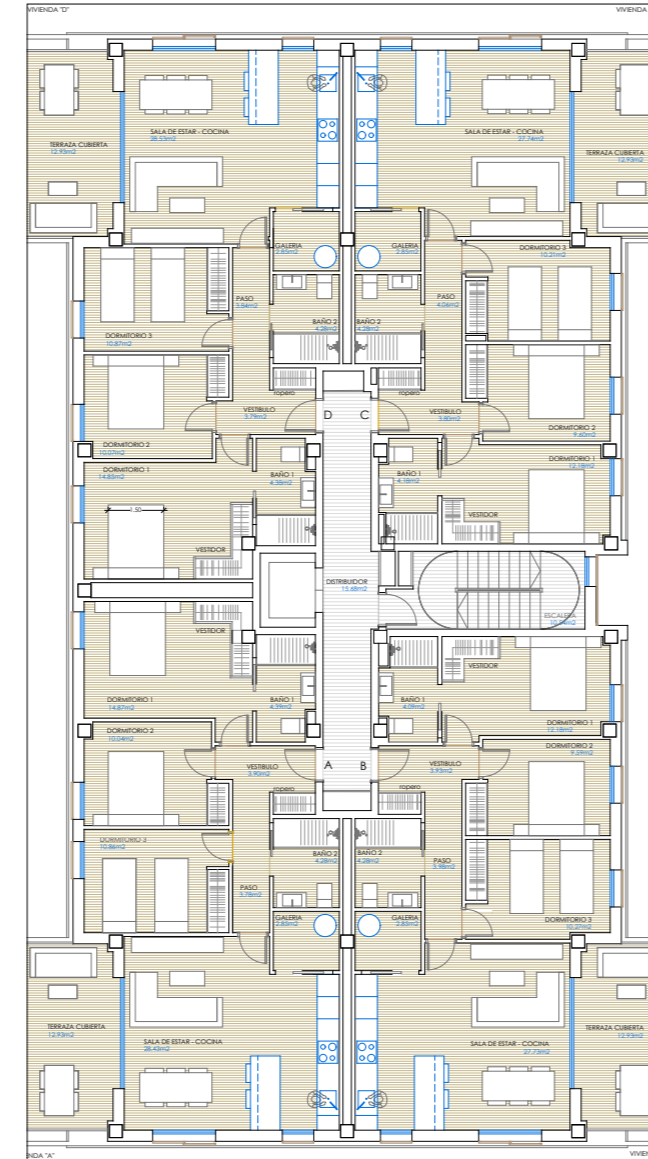 VIVIENDA "D"
VIVIENDA
SALA DE ESTAR - COCINA
28.53m2
SALA DE ESTAR - COCINA
27.74m2
TERRAZA CUBIERTA
12.93m2
TERRAZA CUBIERTA
12.93m2
GALERIA
2.85m2
GALERIA
2.85m2
DORMITORIO 3
10.21m2
PASO
3.84m2
PASO
4.06m2
DORMITORIO 3
10.87m2
BAÑO 2
4.28m2
BAÑO 2
4.28m2
ropero
ropero
VESTIBULO
3.79m2
D
C
VESTIBULO
3.80m2
DORMITORIO 2
9.60m2
DORMITORIO 2
10.07m2
DORMITORIO 1
14.83m2
BAÑO 1
4.38m2
BAÑO 1
4.18m2
DORMITORIO 1
12.18m2
1.50
VESTIDOR
VESTIDOR
DISTRIBUIDOR
15.68m2
ESCALERA
VESTIDOR
VESTIDOR
DORMITORIO 1
14.87m2
BAÑO 1
4.39m2
BAÑO 1
4.09m2
DORMITORIO 1
12.18m2
DORMITORIO 2
10.04m2
DORMITORIO 2
9.59m2
VESTIBULO
3.90m2
A
B
VESTIBULO
3.93m2
ropero
ropero
DORMITORIO 3
10.86m2
BAÑO 2
4.28m2
BAÑO 2
4.28m2
PASO
3.78m2
PASO
3.98m2
GALERIA
2.85m2
GALERIA
2.85m2
DORMITORIO 3
10.27m2
TERRAZA CUBIERTA
12.93m2
SALA DE ESTAR - COCINA
28.43m2
SALA DE ESTAR - COCINA
27.73m2
TERRAZA CUBIERTA
12.93m2
NDA "A"
VIVIEN